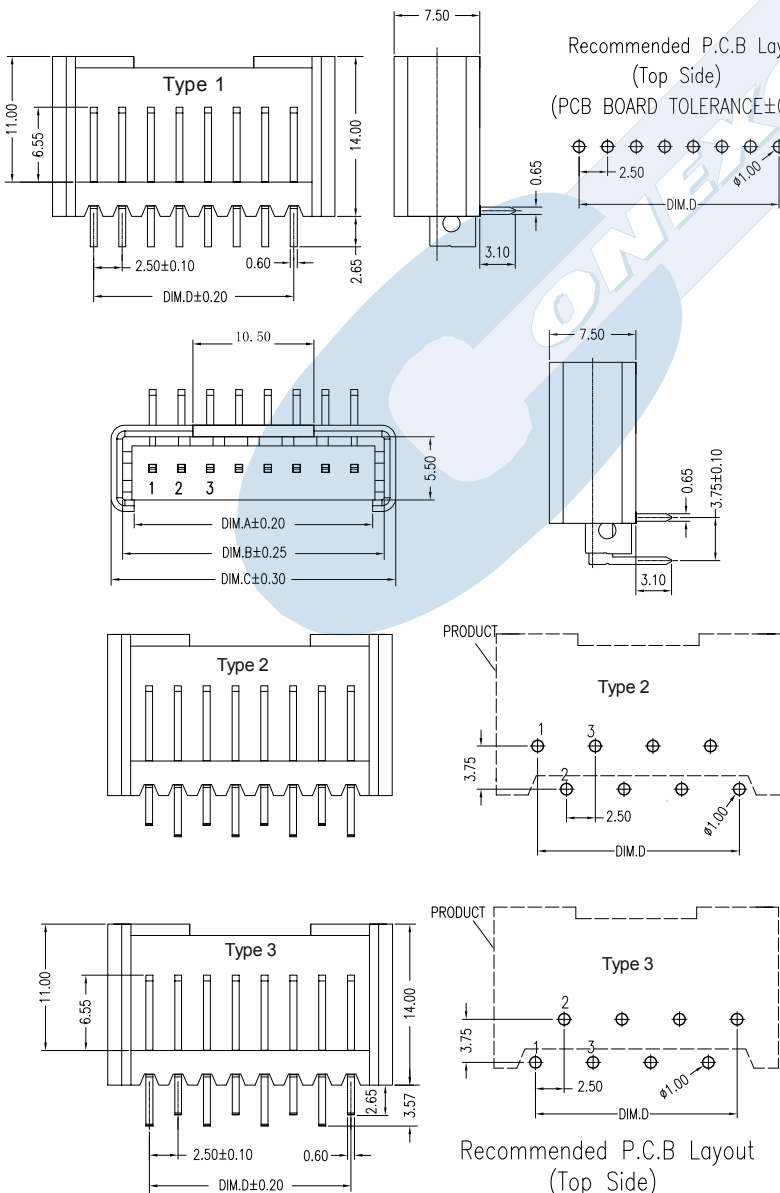 7.50
Recommended P.C.B Lay
(Top Side)
(PCB BOARD TOLERANCE±0
Type 1
11.00
6.55
14.00
2.65
2.50±0.10
0.60
DIM.D±0.20
0.65
3.10
2.50
ø1.00
DIM.D
CONEX
10.50
5.50
1 2 3
DIM.A±0.20
DIM.B±0.25
DIM.C±0.30
7.50
0.65
3.75±0.10
3.10
Type 2
PRODUCT
Type 2
1 3
2
3.75
2.50
ø1.00
DIM.D
Type 3
11.00
6.55
14.00
2.65
3.57
2.50±0.10
0.60
DIM.D±0.20
PRODUCT
Type 3
2
1 3
3.75
2.50
ø1.00
DIM.D
Recommended P.C.B Layout
(Top Side)